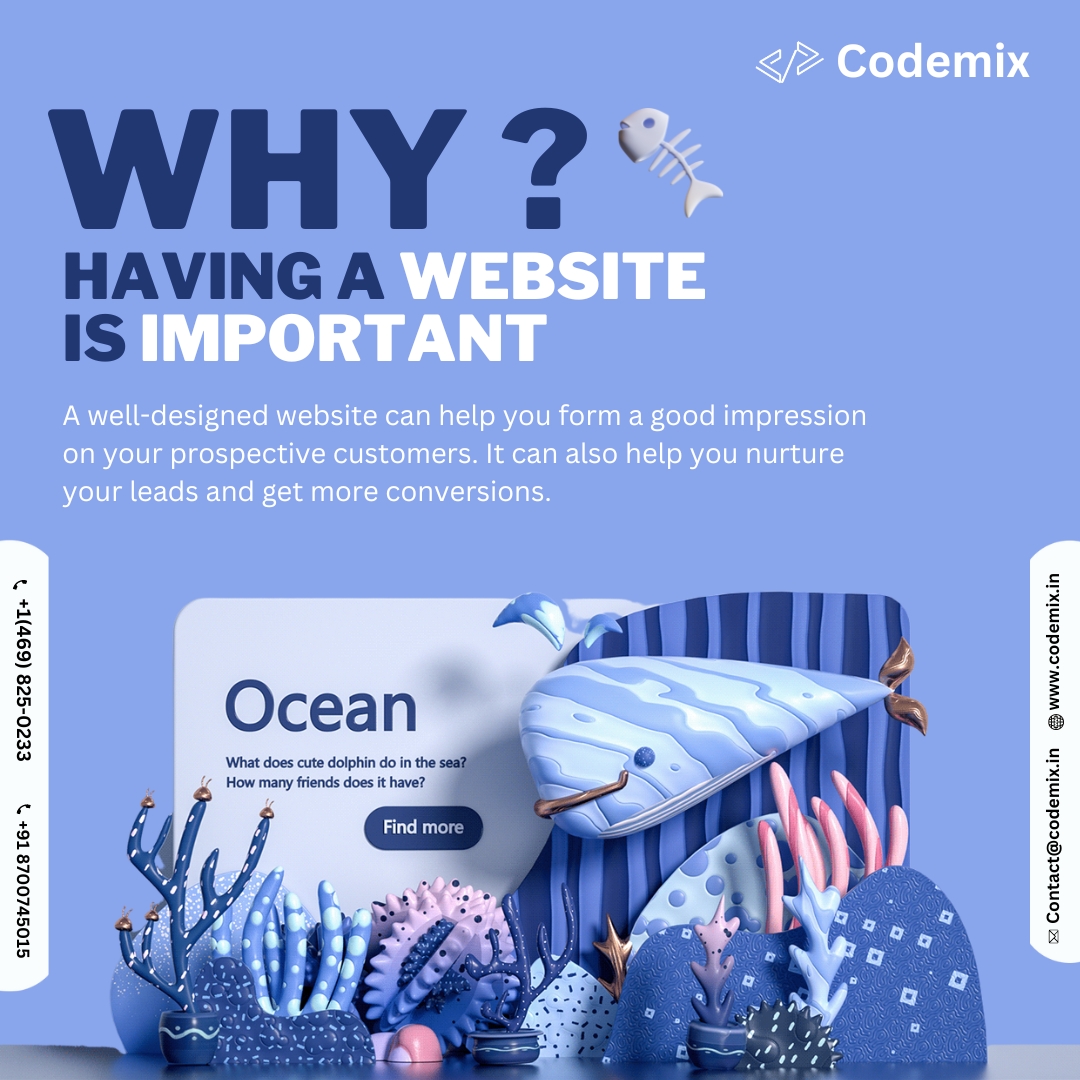 Codemix
WHY ?
HAVING A WEBSITE
IS IMPORTANT
A well-designed website can help you form a good impression
on your prospective customers. It can also help you nurture
your leads and get more conversions.
+1(469) 825-0233
+91 8700745015
www.codemix.in
Contact@codemix.in
Ocean
What does cute dolphin do in the sea?
How many friends does it have?
Find more